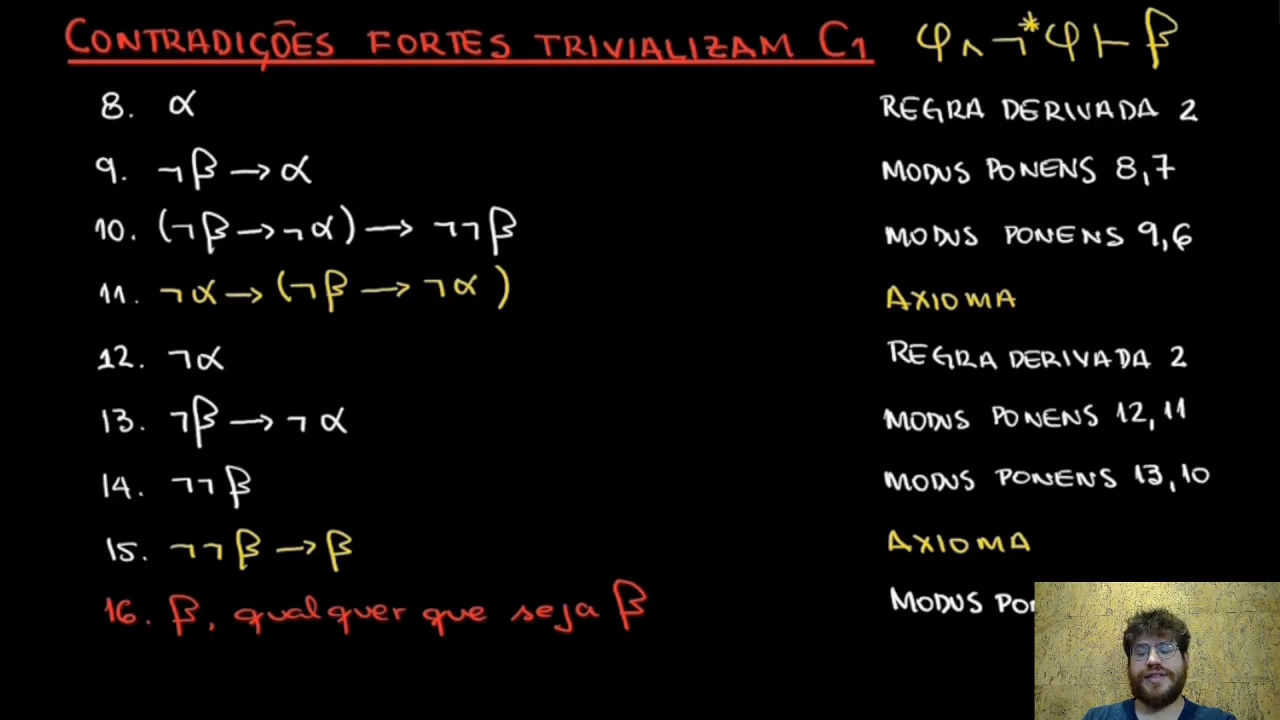 CONTRADIÇÕES FORTES TRIVIALIZAM C1 φ∧¬*φ⊢β
8. α REGRA DERIVADA 2
9. ¬β→α MODUS PONENS 8,7
10. (¬β→¬α)→¬¬β MODUS PONENS 9,6
11. ¬α→(¬β→¬α) AXIOMA
12. ¬α REGRA DERIVADA 2
13. ¬β→¬α MODUS PONENS 12,11
14. ¬¬β MODUS PONENS 13,10
15. ¬¬β→β AXIOMA
16. β, qualquer que seja β MODUS